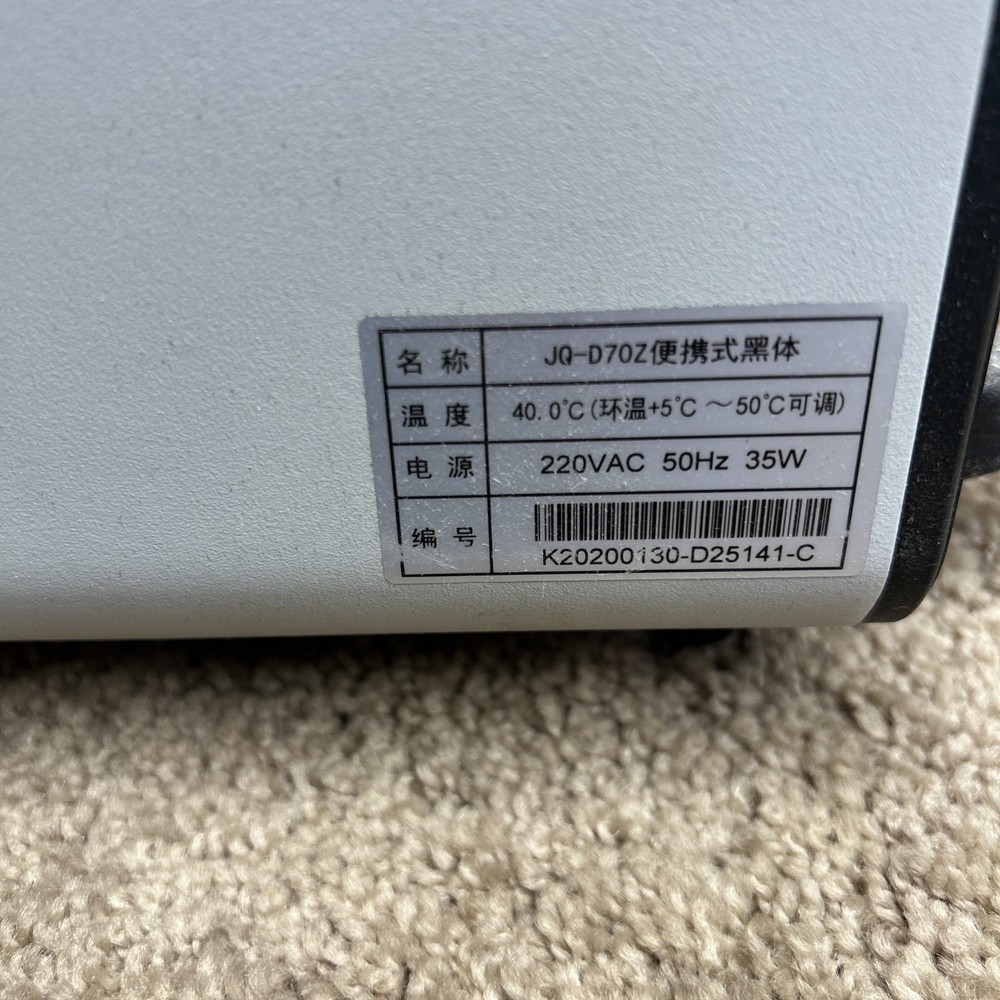 名称 JQ-D70Z便携式黑体
温度 40.0℃(环温+5℃ ～50℃可调)
电源 220VAC 50Hz 35W
编号 K20200130-D25141-C